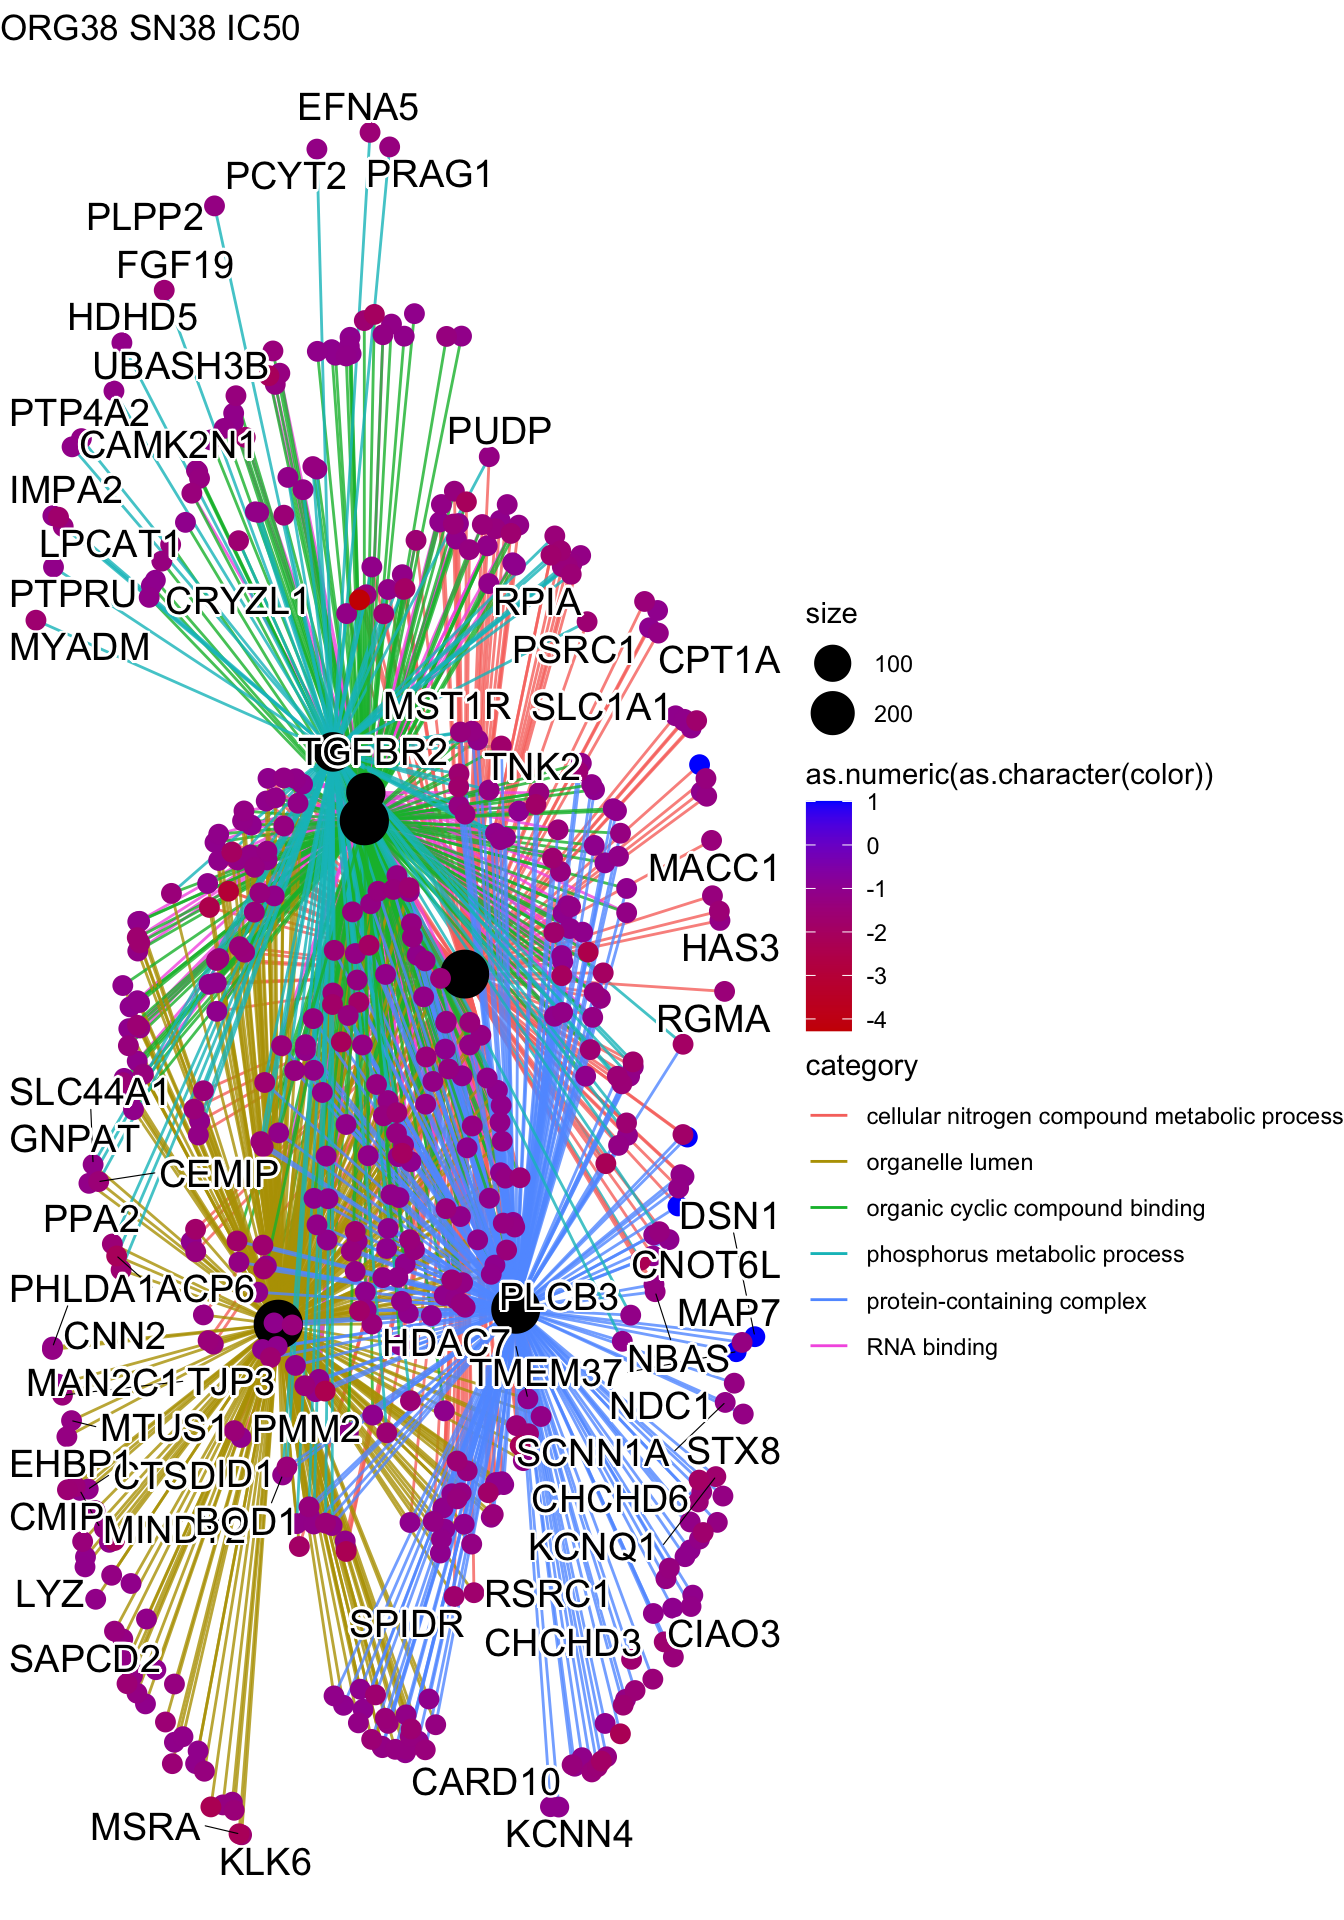 ORG38 SN38 IC50
EFNA5
PCYT2
PRAG1
PLPP2
FGF19
HDHD5
UBASH3B
PTP4A2
PUDP
CAMK2N1
IMPA2
LPCAT1
PTPRU
CRYZL1
RPIA
MYADM
PSRC1
CPT1A
MST1R
SLC1A1
TGFBR2
TNK2
MACC1
HAS3
RGMA
SLC44A1
GNPAT
CEMIP
PPA2
DSN1
CNOT6L
PHLDA1
ACP6
PLCB3
MAP7
CNN2
HDAC7
NBAS
MAN2C1
TJP3
TMEM37
NDC1
MTUS1
PMM2
SCNN1A
STX8
EHBP1
CTSD
ID1
CHCHD6
CMIP
BOD1
KCNQ1
LYZ
RSRC1
SPIDR
CHCHD3
CIAO3
SAPCD2
CARD10
MSRA
KCNN4
KLK6
size
100
200
as.numeric(as.character(color))
1
0
-1
-2
-3
-4
category
cellular nitrogen compound metabolic process
organelle lumen
organic cyclic compound binding
phosphorus metabolic process
protein-containing complex
RNA binding